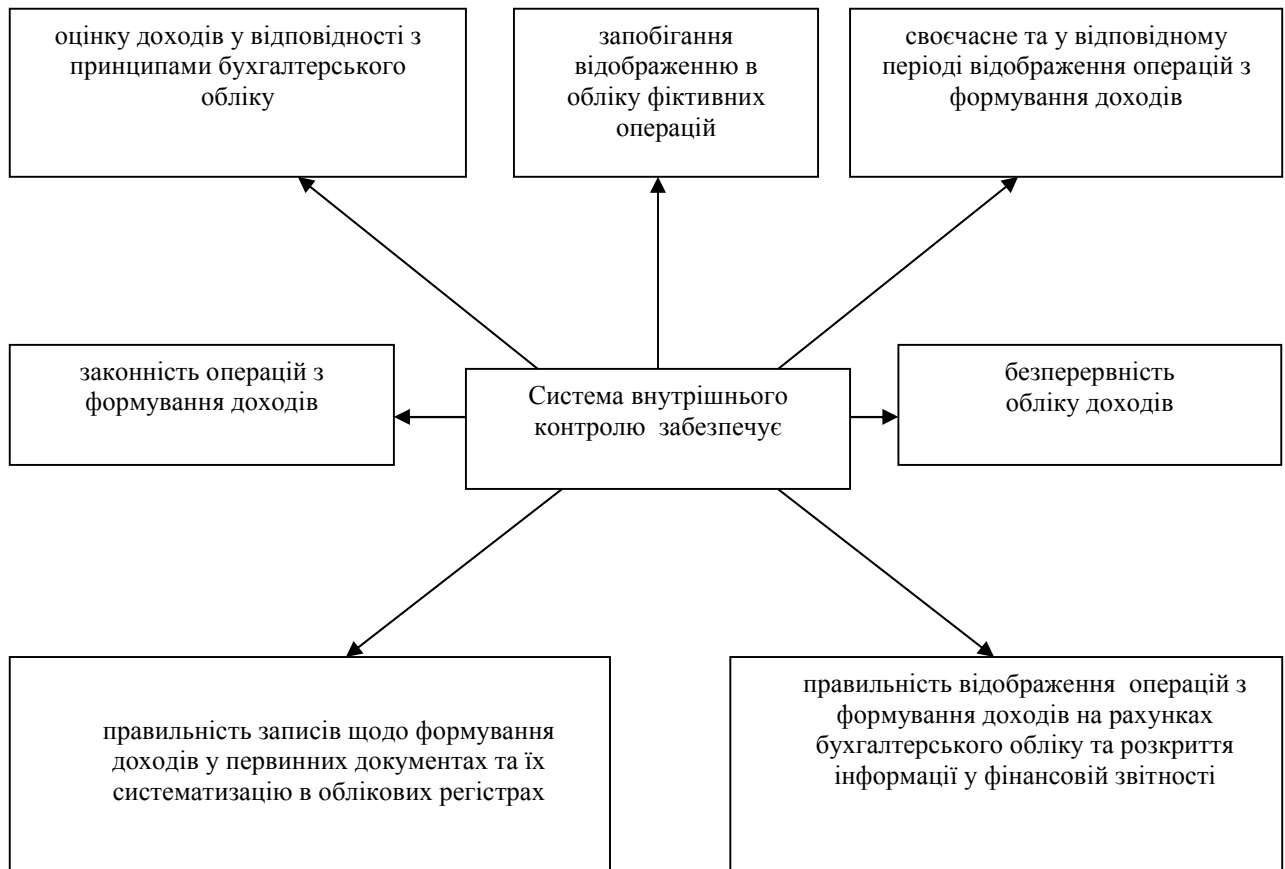 оцінку доходів у відповідності з
принципами бухгалтерського
обліку
запобігання
відображенню в
обліку фіктивних
операцій
своєчасне та у відповідному
періоді відображення операцій з
формування доходів
законність операцій з
формування доходів
Система внутрішнього
контролю забезпечує
безперервність
обліку доходів
правильність записів щодо формування
доходів у первинних документах та їх
систематизацію в облікових регістрах
правильність відображення операцій з
формування доходів на рахунках
бухгалтерського обліку та розкриття
інформації у фінансовій звітності